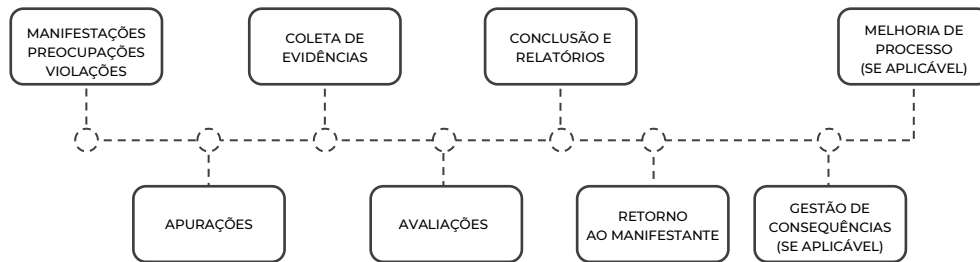 MANIFESTAÇÕES
PREOCUPAÇÕES
VIOLAÇÕES
COLETA DE
EVIDÊNCIAS
CONCLUSÃO E
RELATÓRIOS
MELHORIA DE
PROCESSO
(SE APLICÁVEL)
APURAÇÕES
AVALIAÇÕES
RETORNO
AO MANIFESTANTE
GESTÃO DE
CONSEQUÊNCIAS
(SE APLICÁVEL)